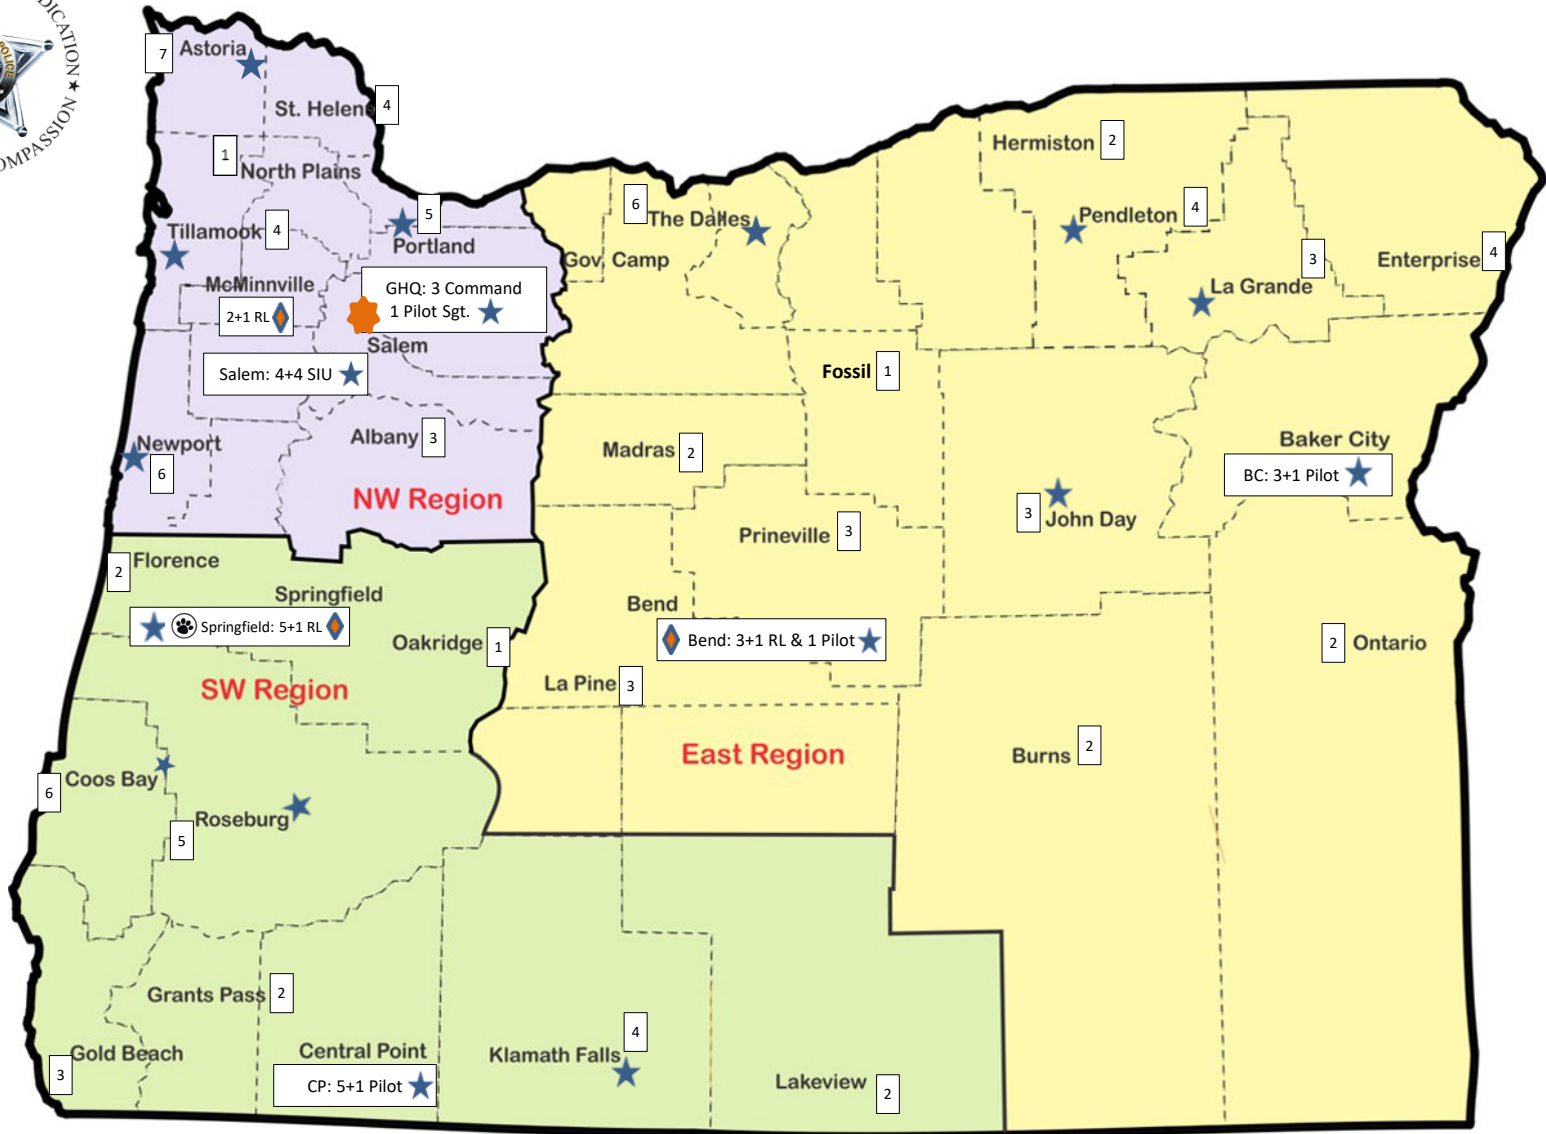 POLICE
7
Astoria
St. Helens
4
1
North Plains
Tillamook
4
5
Portland
McMinnville
2+1 RL
GHQ: 3 Command
1 Pilot Sgt.
Salem
Salem: 4+4 SIU
Newport
6
Albany
3
NW Region
6
The Dalles
Gov. Camp
Hermiston
2
Pendleton
4
3
Enterprise
4
La Grande
Fossil
1
Madras
2
Baker City
BC: 3+1 Pilot
3
John Day
Prineville
3
Florence
2
Springfield
Springfield: 5+1 RL
Oakridge
1
Bend
Bend: 3+1 RL & 1 Pilot
2
Ontario
La Pine
3
SW Region
East Region
Burns
2
6
Coos Bay
Roseburg
5
Grants Pass
2
Gold Beach
3
Central Point
CP: 5+1 Pilot
4
Klamath Falls
Lakeview
2